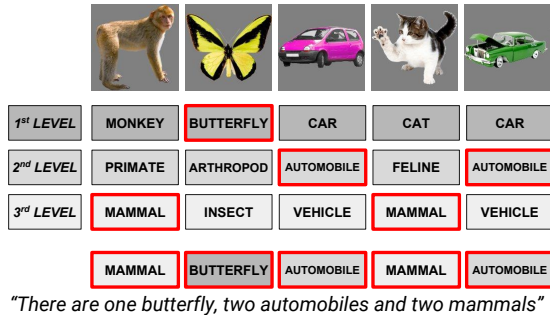 1st LEVEL MONKEY BUTTERFLY CAR CAT CAR
2nd LEVEL PRIMATE ARTHROPOD AUTOMOBILE FELINE AUTOMOBILE
3rd LEVEL MAMMAL INSECT VEHICLE MAMMAL VEHICLE
MAMMAL BUTTERFLY AUTOMOBILE MAMMAL AUTOMOBILE
"There are one butterfly, two automobiles and two mammals"